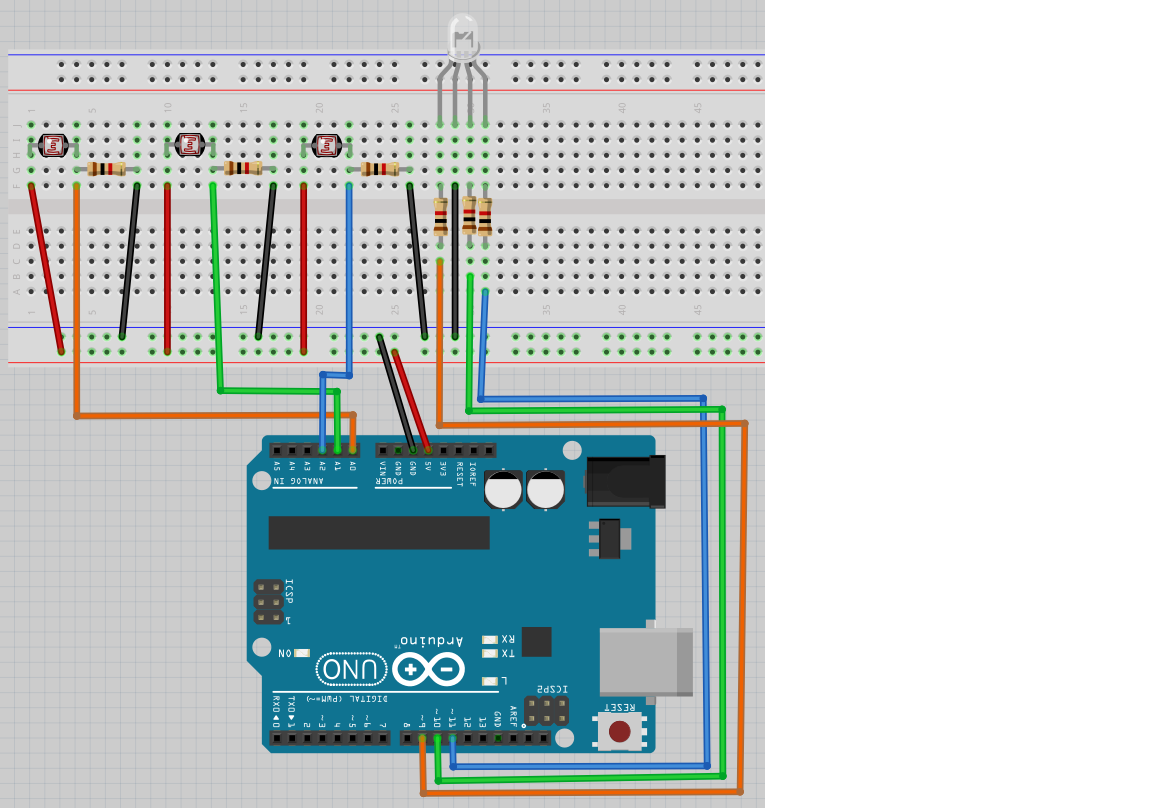 1 5 10 15 20 25 30 35 40 45
J
I
H
G
F
E
D
C
B
A
1 5 10 15 20 25 30 35 40 45
A5 A4 A3 A2 A1 A0 VIN GND GND 5V 3V3 RESET IOREF
ANALOG IN POWER
ICSP
1
Arduino™
RX
TX
ON
UNO
L
ICSP2
DIGITAL (PWM=~)
RESET
RX0◄0 TX0►1 2 ~3 4 ~5 ~6 7 8 ~9 ~10 ~11 12 13 GND AREF